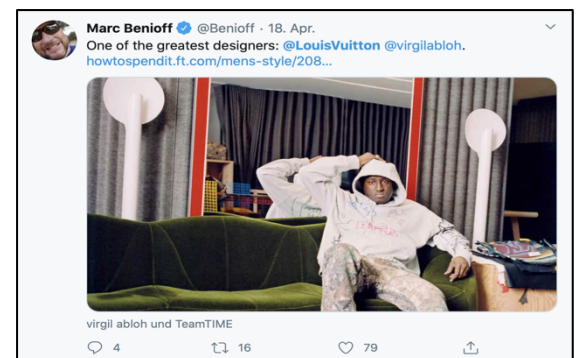 Marc Benioff @Benioff · 18. Apr.
One of the greatest designers: @LouisVuitton @virgilabloh.
howtospendit.ft.com/mens-style/208...
virgil abloh und TeamTIME
4 16 79